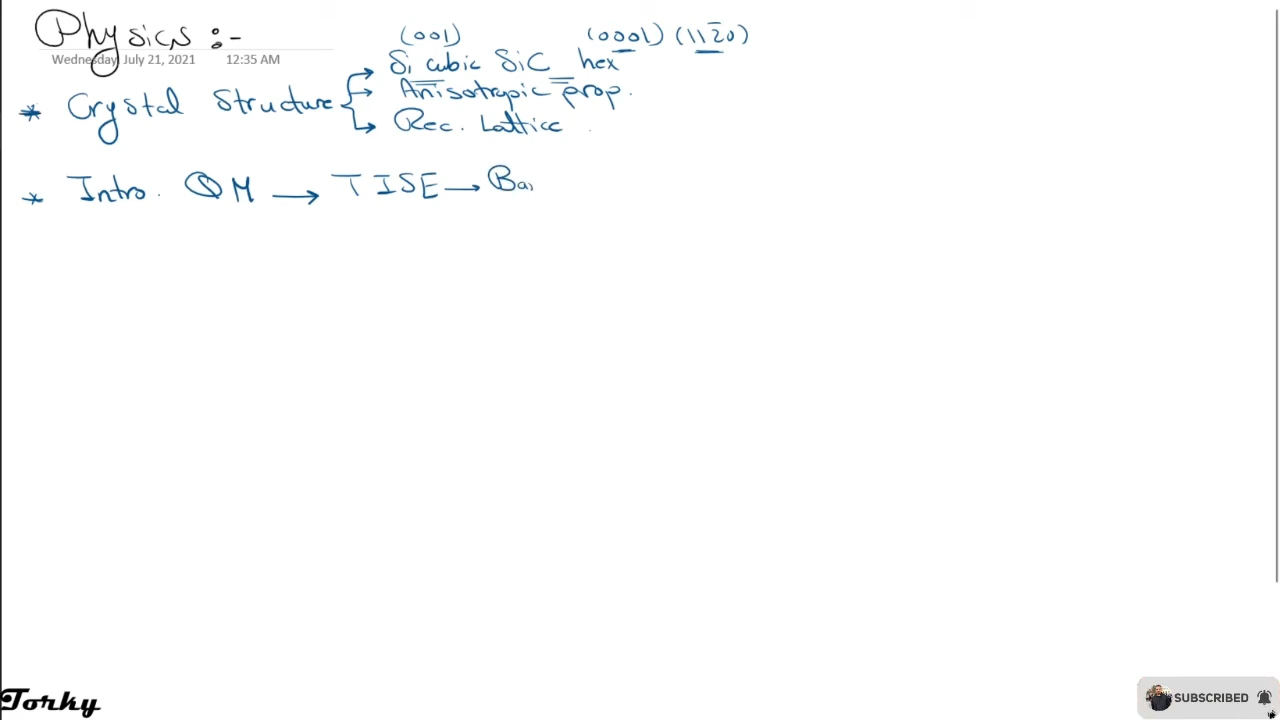 Physics :-
Wednesday, July 21, 2021 12:35 AM
(001) (0001) (112̄0)
Si cubic SiC hex
* Crystal Structure Anisotropic prop.
Rec. Lattice
* Intro. QM → TISE → Ba
Torky
SUBSCRIBED